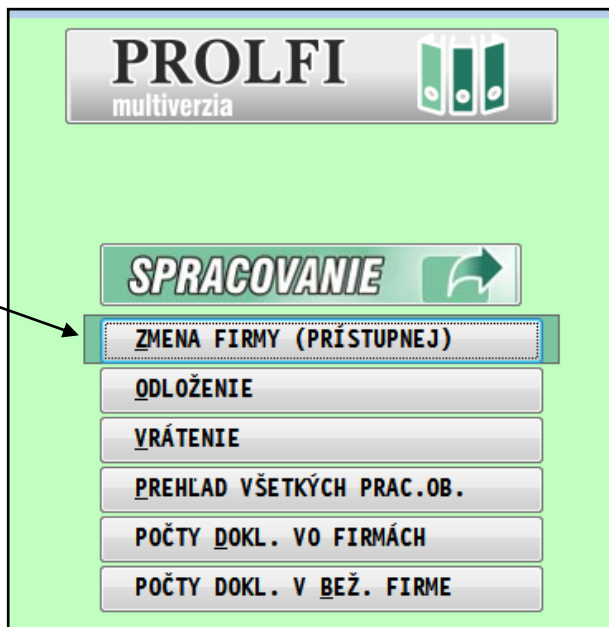 PROLFI
multiverzia
SPRACOVANIE
ZMENA FIRMY (PRÍSTUPNEJ)
ODLOŽENIE
VRÁTENIE
PREHĽAD VŠETKÝCH PRAC.OB.
POČTY DOKL. VO FIRMÁCH
POČTY DOKL. V BEŽ. FIRME